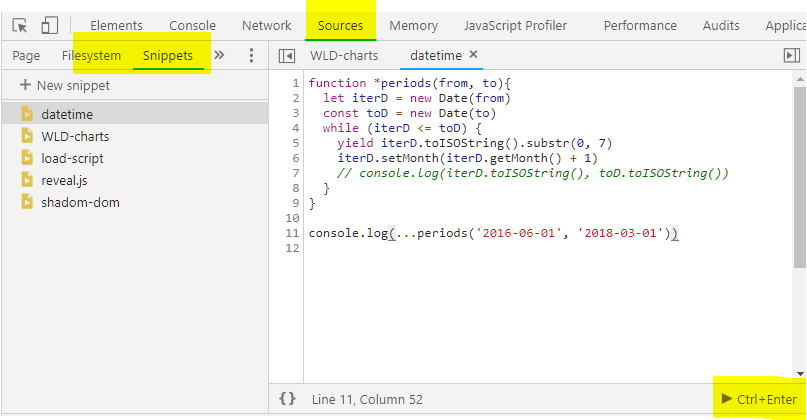 Elements Console Network Sources Memory JavaScript Profiler Performance Audits Applic
Page Filesystem Snippets » WLD-charts datetime ×
+ New snippet
datetime
WLD-charts
load-script
reveal.js
shadom-dom
1 function *periods(from, to){
2   let iterD = new Date(from)
3   const toD = new Date(to)
4   while (iterD <= toD) {
5     yield iterD.toISOString().substr(0, 7)
6     iterD.setMonth(iterD.getMonth() + 1)
7     // console.log(iterD.toISOString(), toD.toISOString())
8   }
9 }
10
11 console.log(...periods('2016-06-01', '2018-03-01'))
12
{} Line 11, Column 52 ▶ Ctrl+Enter